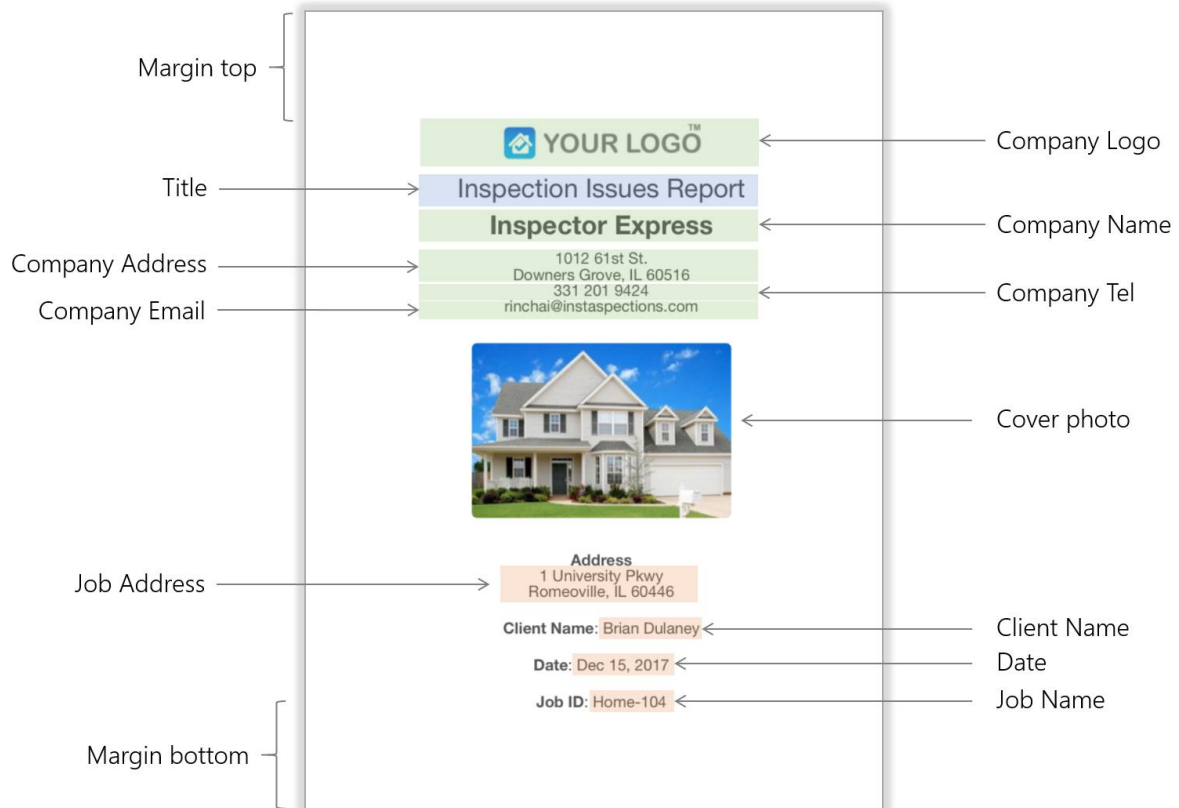 Margin top
YOUR LOGO™
Company Logo
Title
Inspection Issues Report
Inspector Express
Company Name
Company Address
1012 61st St.
Downers Grove, IL 60516
331 201 9424
Company Tel
Company Email
rinchai@instaspections.com
Cover photo
Address
Job Address
1 University Pkwy
Romeoville, IL 60446
Client Name: Brian Dulaney
Client Name
Date: Dec 15, 2017
Date
Job ID: Home-104
Job Name
Margin bottom